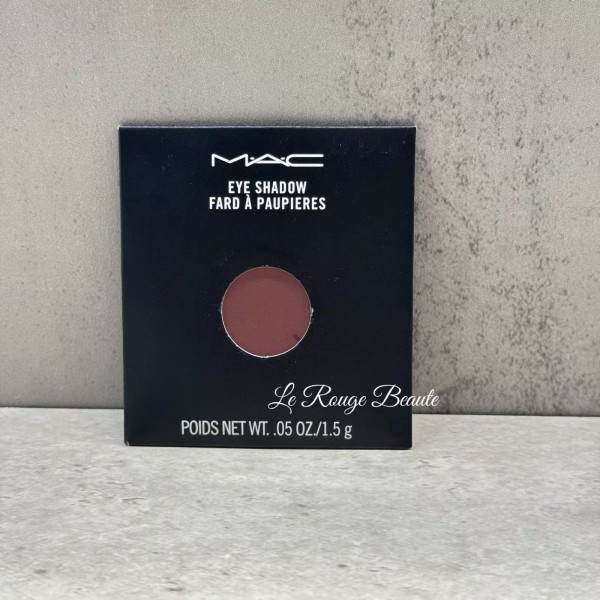 M·A·C
EYE SHADOW
FARD À PAUPIERES
Le Rouge Beaute
POIDS NET WT. .05 OZ./1.5 g